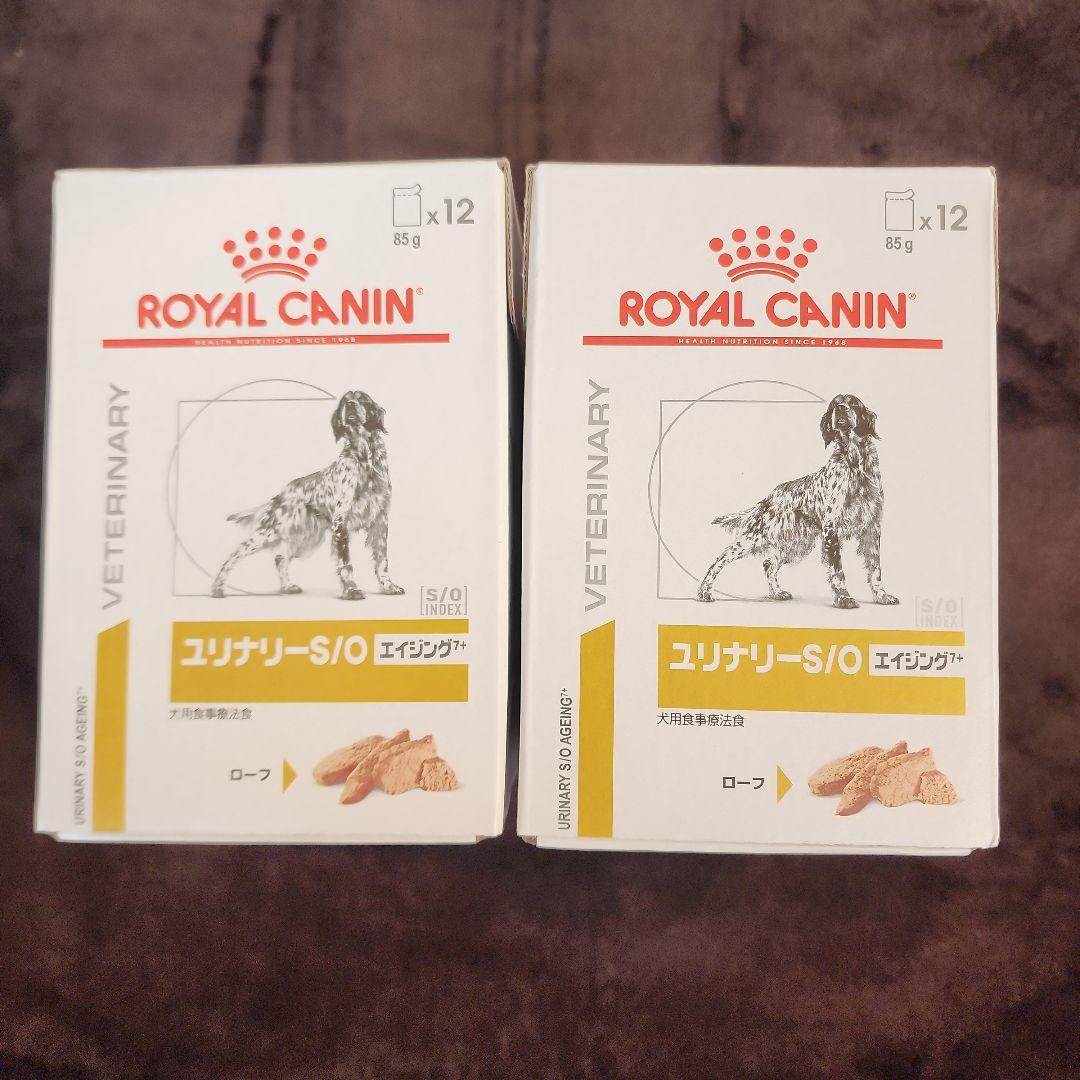 x12
85g
ROYAL CANIN®
HEALTH NUTRITION SINCE 1968
VETERINARY
S/O
INDEX
ユリナリーS/O エイジング7+
犬用食事療法食
ローフ
URINARY S/O AGEING7+
x12
85g
ROYAL CANIN®
HEALTH NUTRITION SINCE 1968
VETERINARY
S/O
INDEX
ユリナリーS/O エイジング7+
犬用食事療法食
ローフ
URINARY S/O AGEING7+